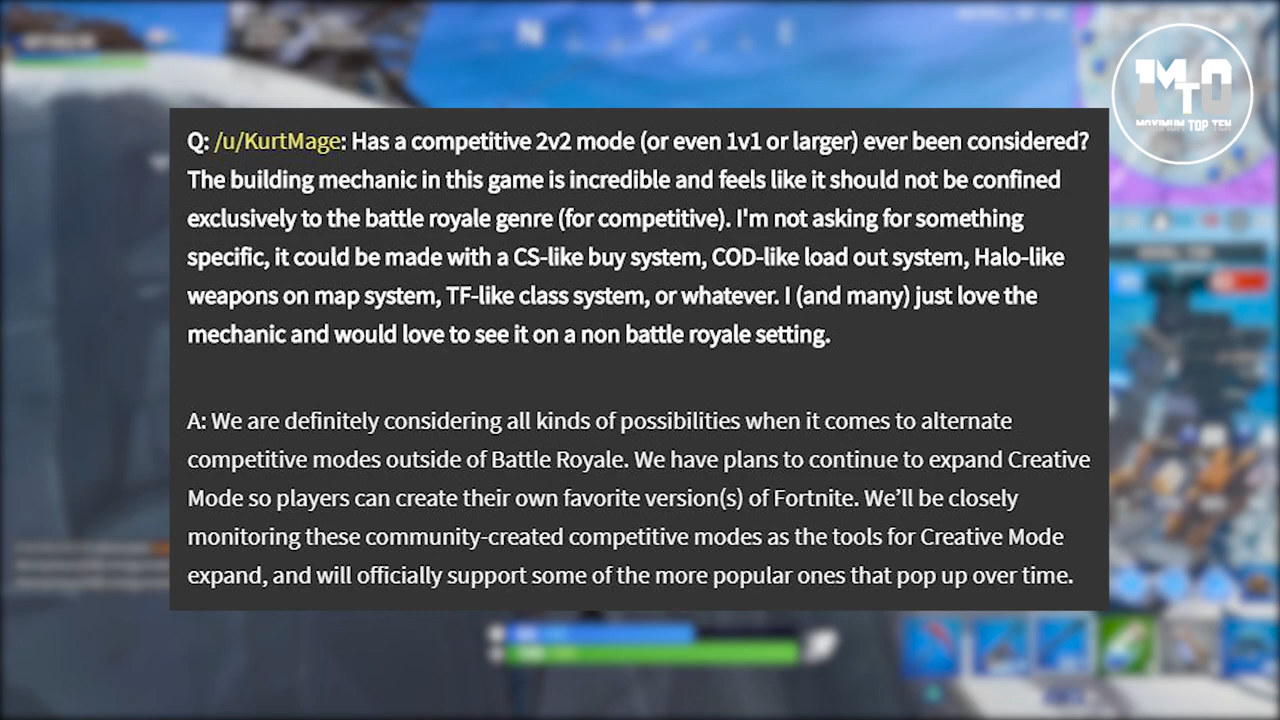 N
MTO
MOXIMUM TOP TEN
Q: /u/KurtMage: Has a competitive 2v2 mode (or even 1v1 or larger) ever been considered?
The building mechanic in this game is incredible and feels like it should not be confined
exclusively to the battle royale genre (for competitive). I'm not asking for something
specific, it could be made with a CS-like buy system, COD-like load out system, Halo-like
weapons on map system, TF-like class system, or whatever. I (and many) just love the
mechanic and would love to see it on a non battle royale setting.
A: We are definitely considering all kinds of possibilities when it comes to alternate
competitive modes outside of Battle Royale. We have plans to continue to expand Creative
Mode so players can create their own favorite version(s) of Fortnite. We’ll be closely
monitoring these community-created competitive modes as the tools for Creative Mode
expand, and will officially support some of the more popular ones that pop up over time.